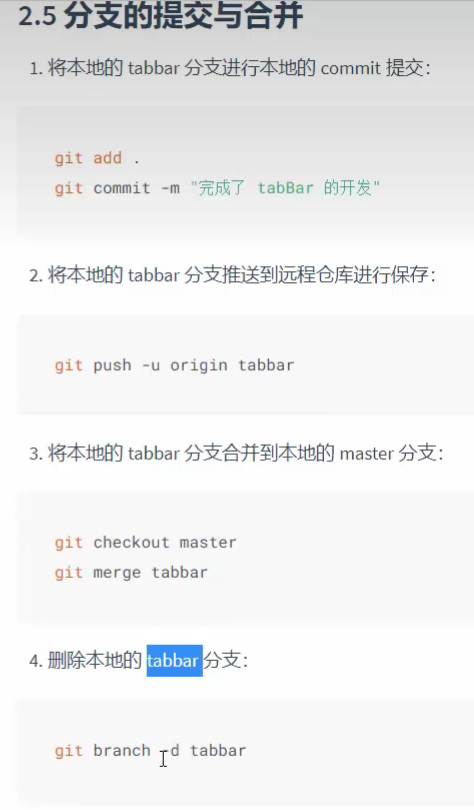 2.5 分支的提交与合并
1. 将本地的 tabbar 分支进行本地的 commit 提交：
git add .
git commit -m "完成了 tabBar 的开发"
2. 将本地的 tabbar 分支推送到远程仓库进行保存：
git push -u origin tabbar
3. 将本地的 tabbar 分支合并到本地的 master 分支：
git checkout master
git merge tabbar
4. 删除本地的 tabbar 分支：
git branch -d tabbar